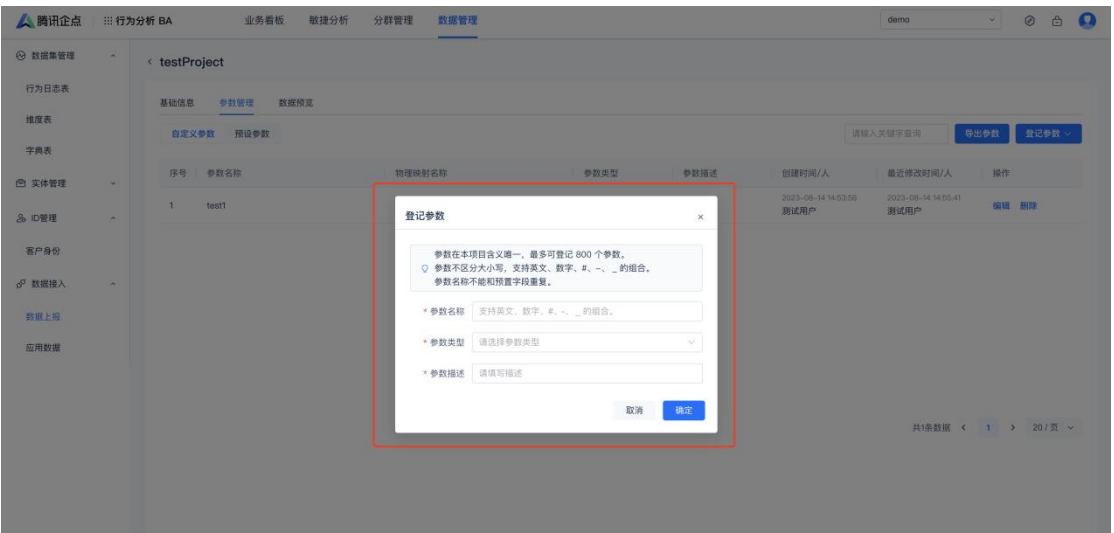 腾讯企点 行为分析 BA 业务看板 敏捷分析 分群管理 数据管理 demo
数据集管理
行为日志表
维度表
字典表
实体管理
ID管理
客户身份
数据接入
数据上报
应用数据
testProject
基础信息 参数管理 数据预览
自定义参数 预设参数 请输入关键字查询 导出参数 登记参数
序号 参数名称 物理映射名称 参数类型 参数描述 创建时间/人 最近修改时间/人 操作
1 test1 2023-08-14 14:53:58 2023-08-14 14:55:41 编辑 删除
测试用户 测试用户
登记参数 ×
参数在本项目含义唯一，最多可登记 800 个参数。
参数不区分大小写，支持英文、数字、#、-、_ 的组合。
参数名称不能和预置字段重复。
* 参数名称 支持英文、数字、#、-、_ 的组合。
* 参数类型 请选择参数类型
* 参数描述 请填写描述
取消 确定
共1条数据 < 1 > 20 / 页